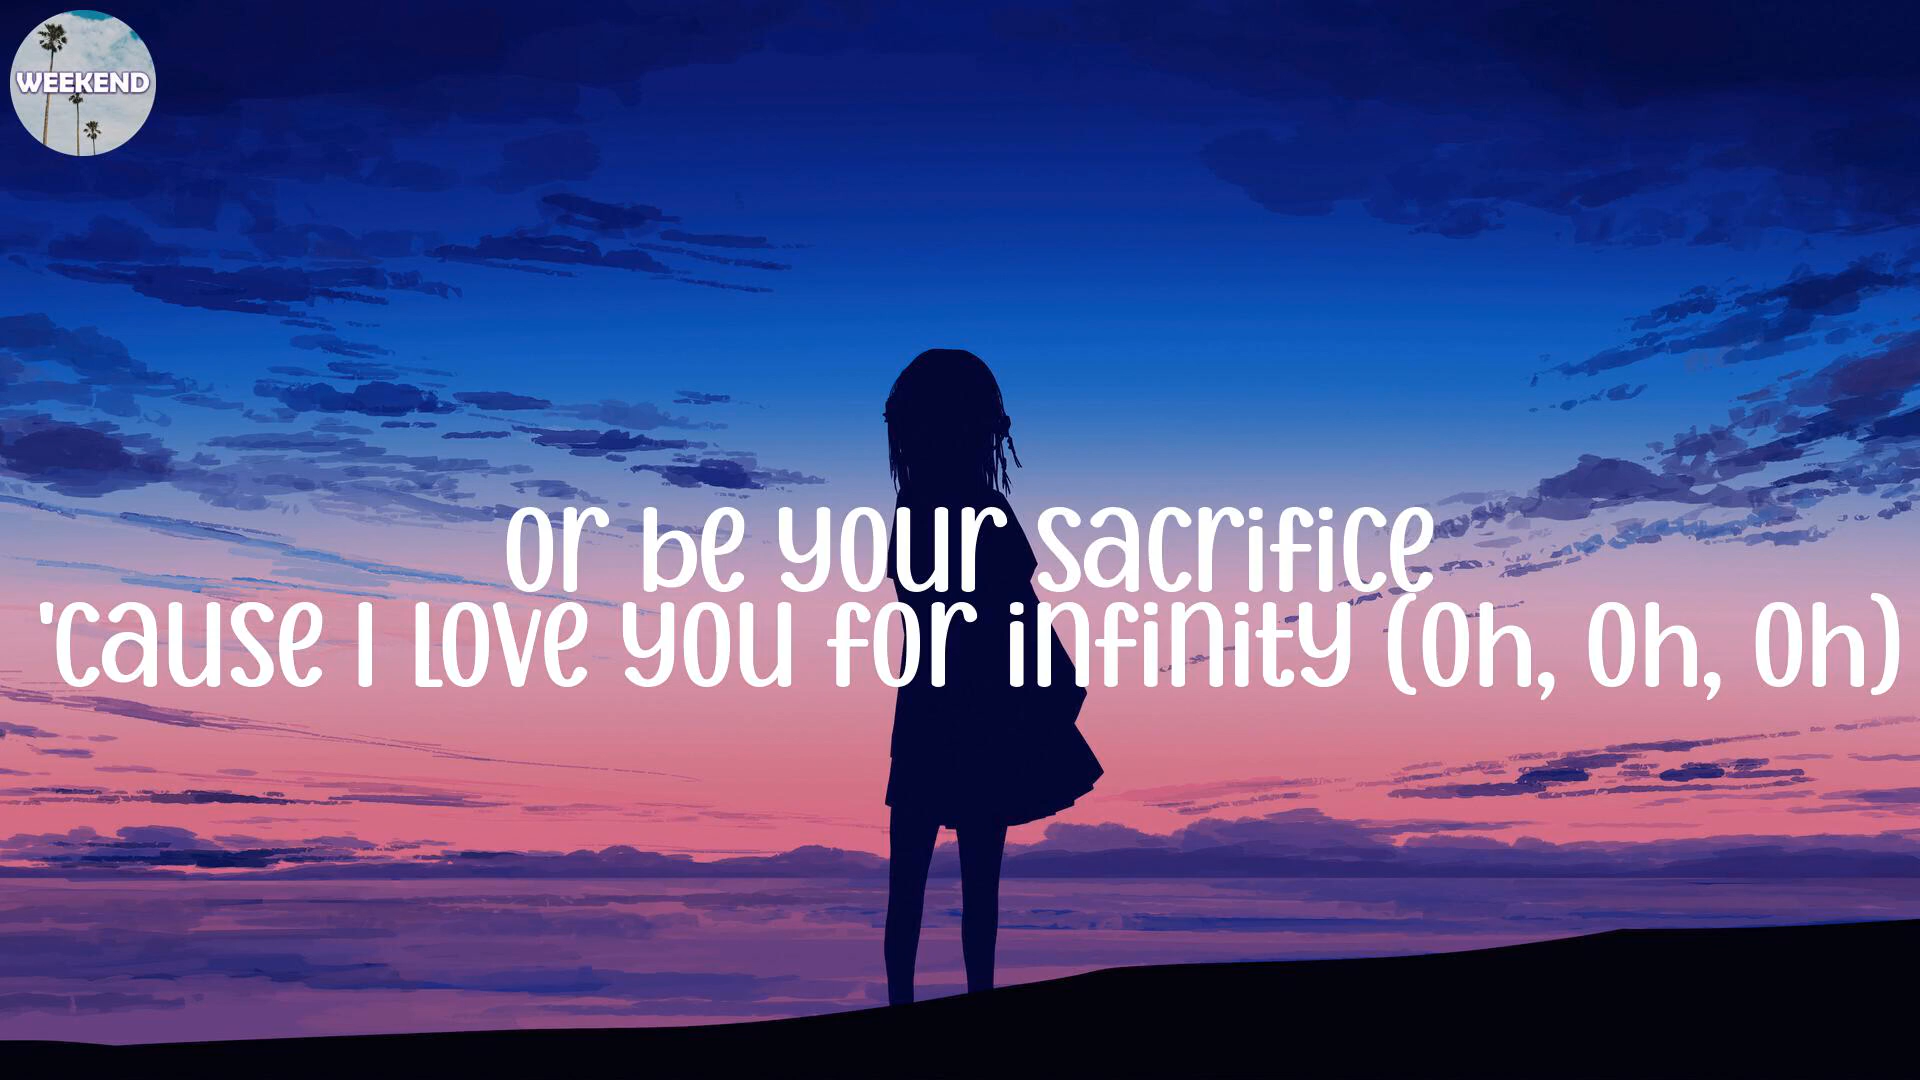 WEEKEND
or be your sacrifice
'cause I love you for infinity (Oh, Oh, Oh)